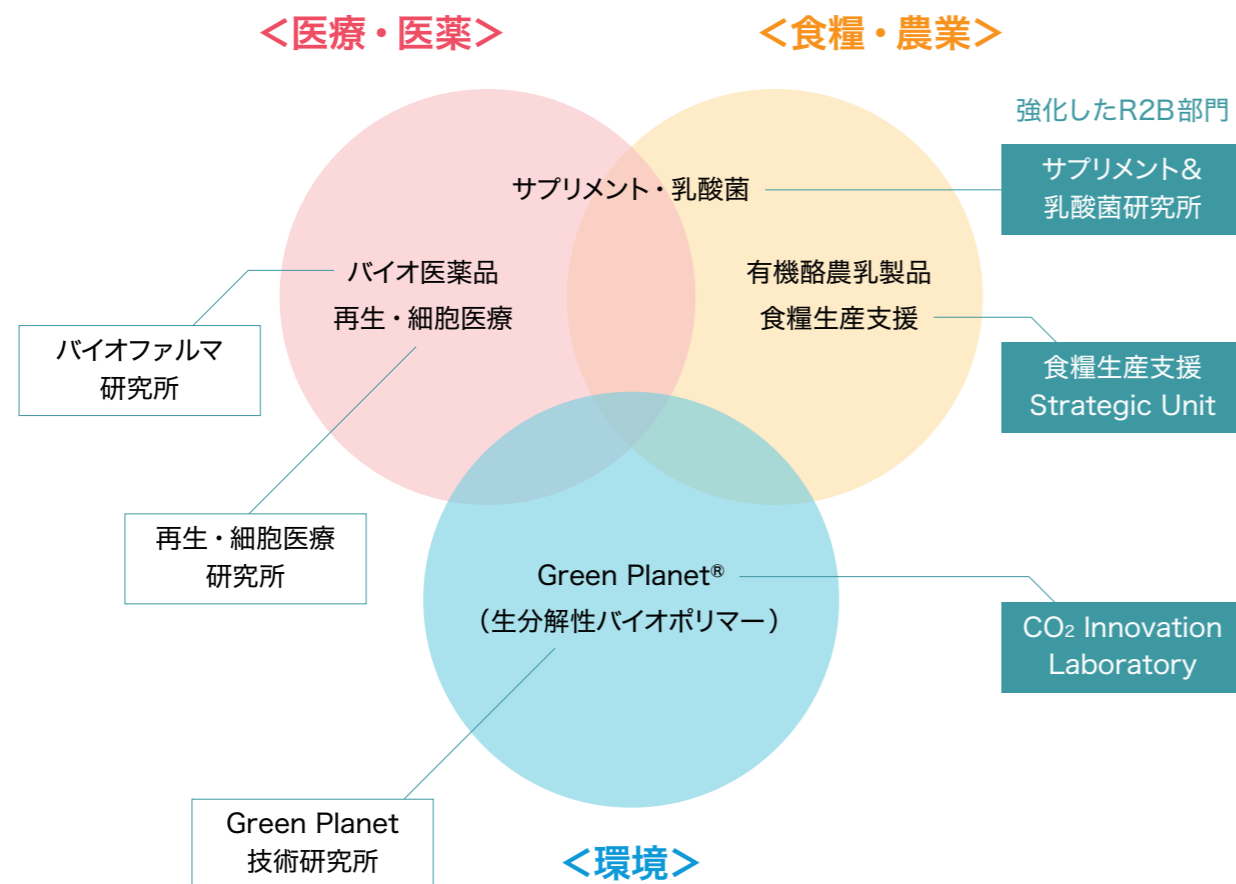 ＜医療・医薬＞
＜食糧・農業＞
強化したR2B部門
サプリメント＆
乳酸菌研究所
サプリメント・乳酸菌
バイオ医薬品
再生・細胞医療
有機酪農乳製品
食糧生産支援
バイオファルマ
研究所
食糧生産支援
Strategic Unit
再生・細胞医療
研究所
Green Planet®
（生分解性バイオポリマー）
CO₂ Innovation
Laboratory
Green Planet
技術研究所
＜環境＞